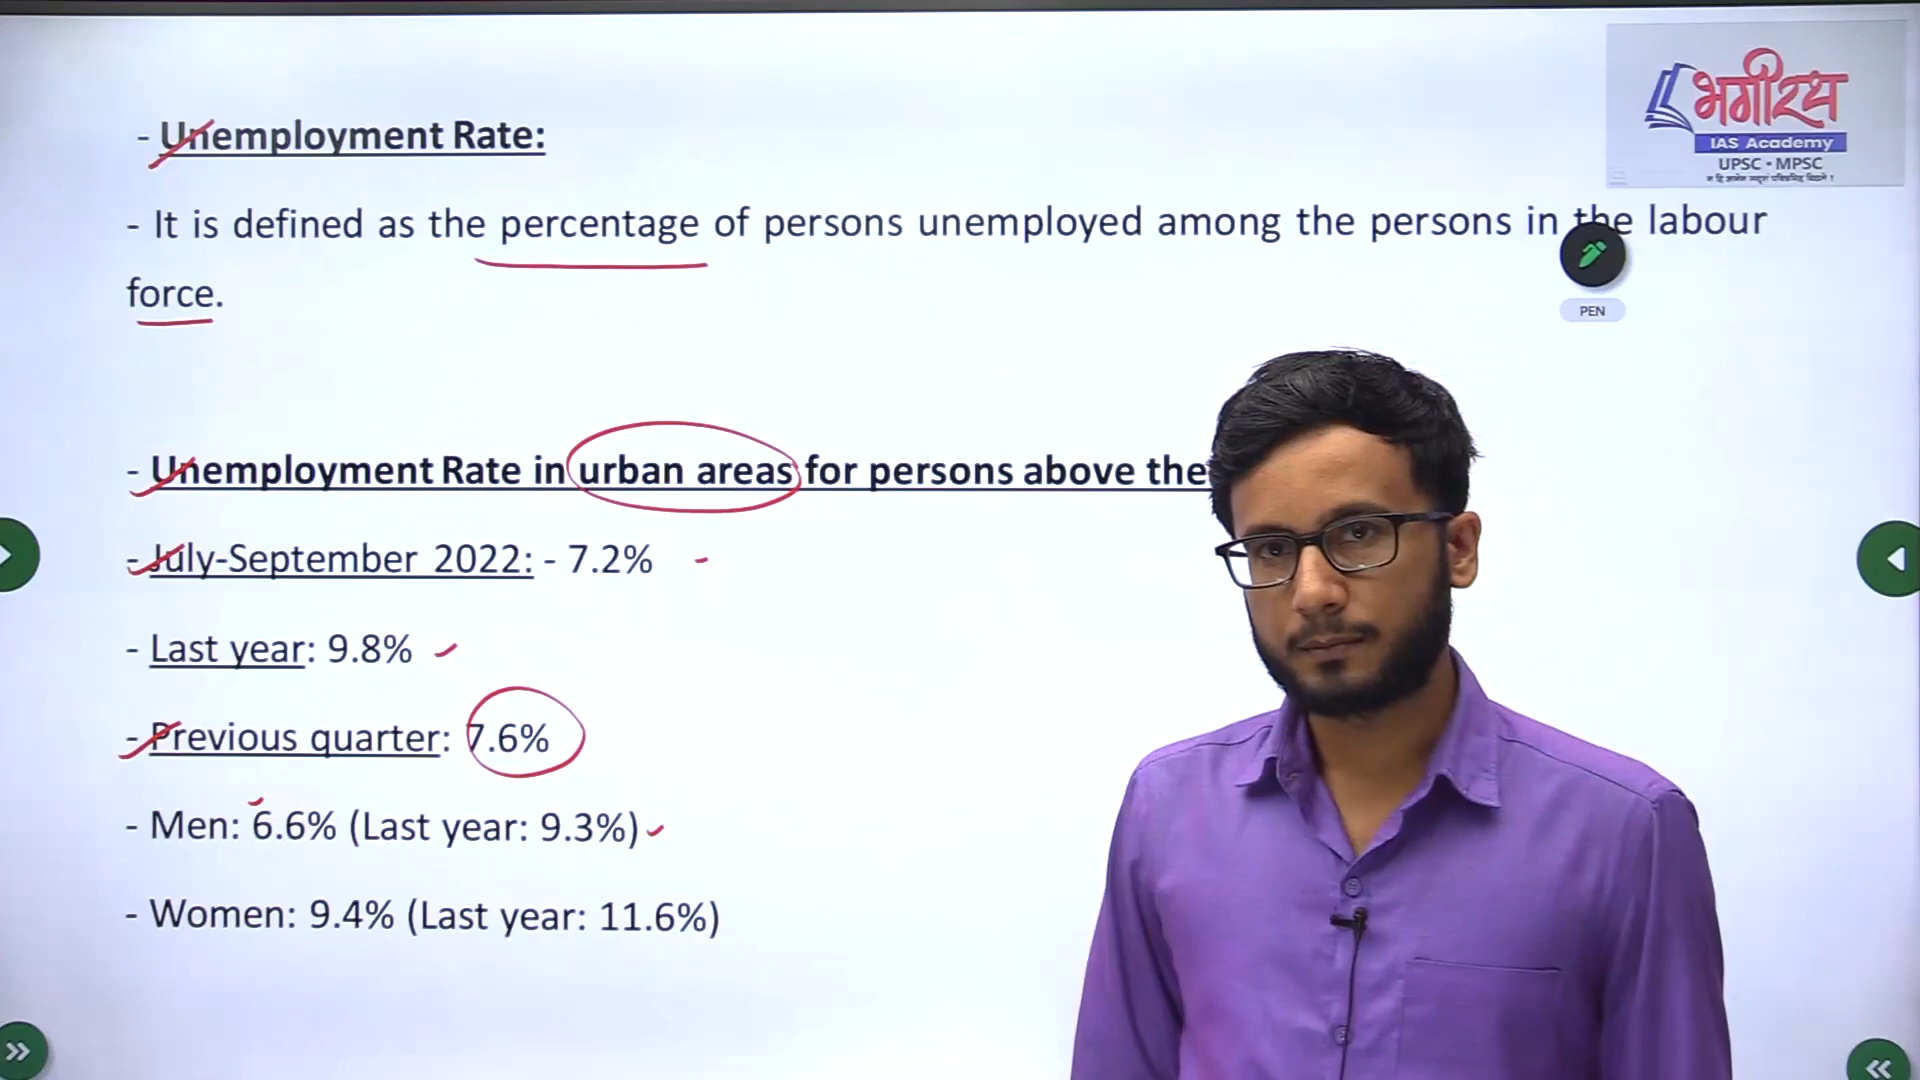 भगीरथ
IAS Academy
UPSC • MPSC
- Unemployment Rate:
- It is defined as the percentage of persons unemployed among the persons in the labour
force.
PEN
- Unemployment Rate in urban areas for persons above the
- July-September 2022: - 7.2%
- Last year: 9.8%
- Previous quarter: 7.6%
- Men: 6.6% (Last year: 9.3%)
- Women: 9.4% (Last year: 11.6%)